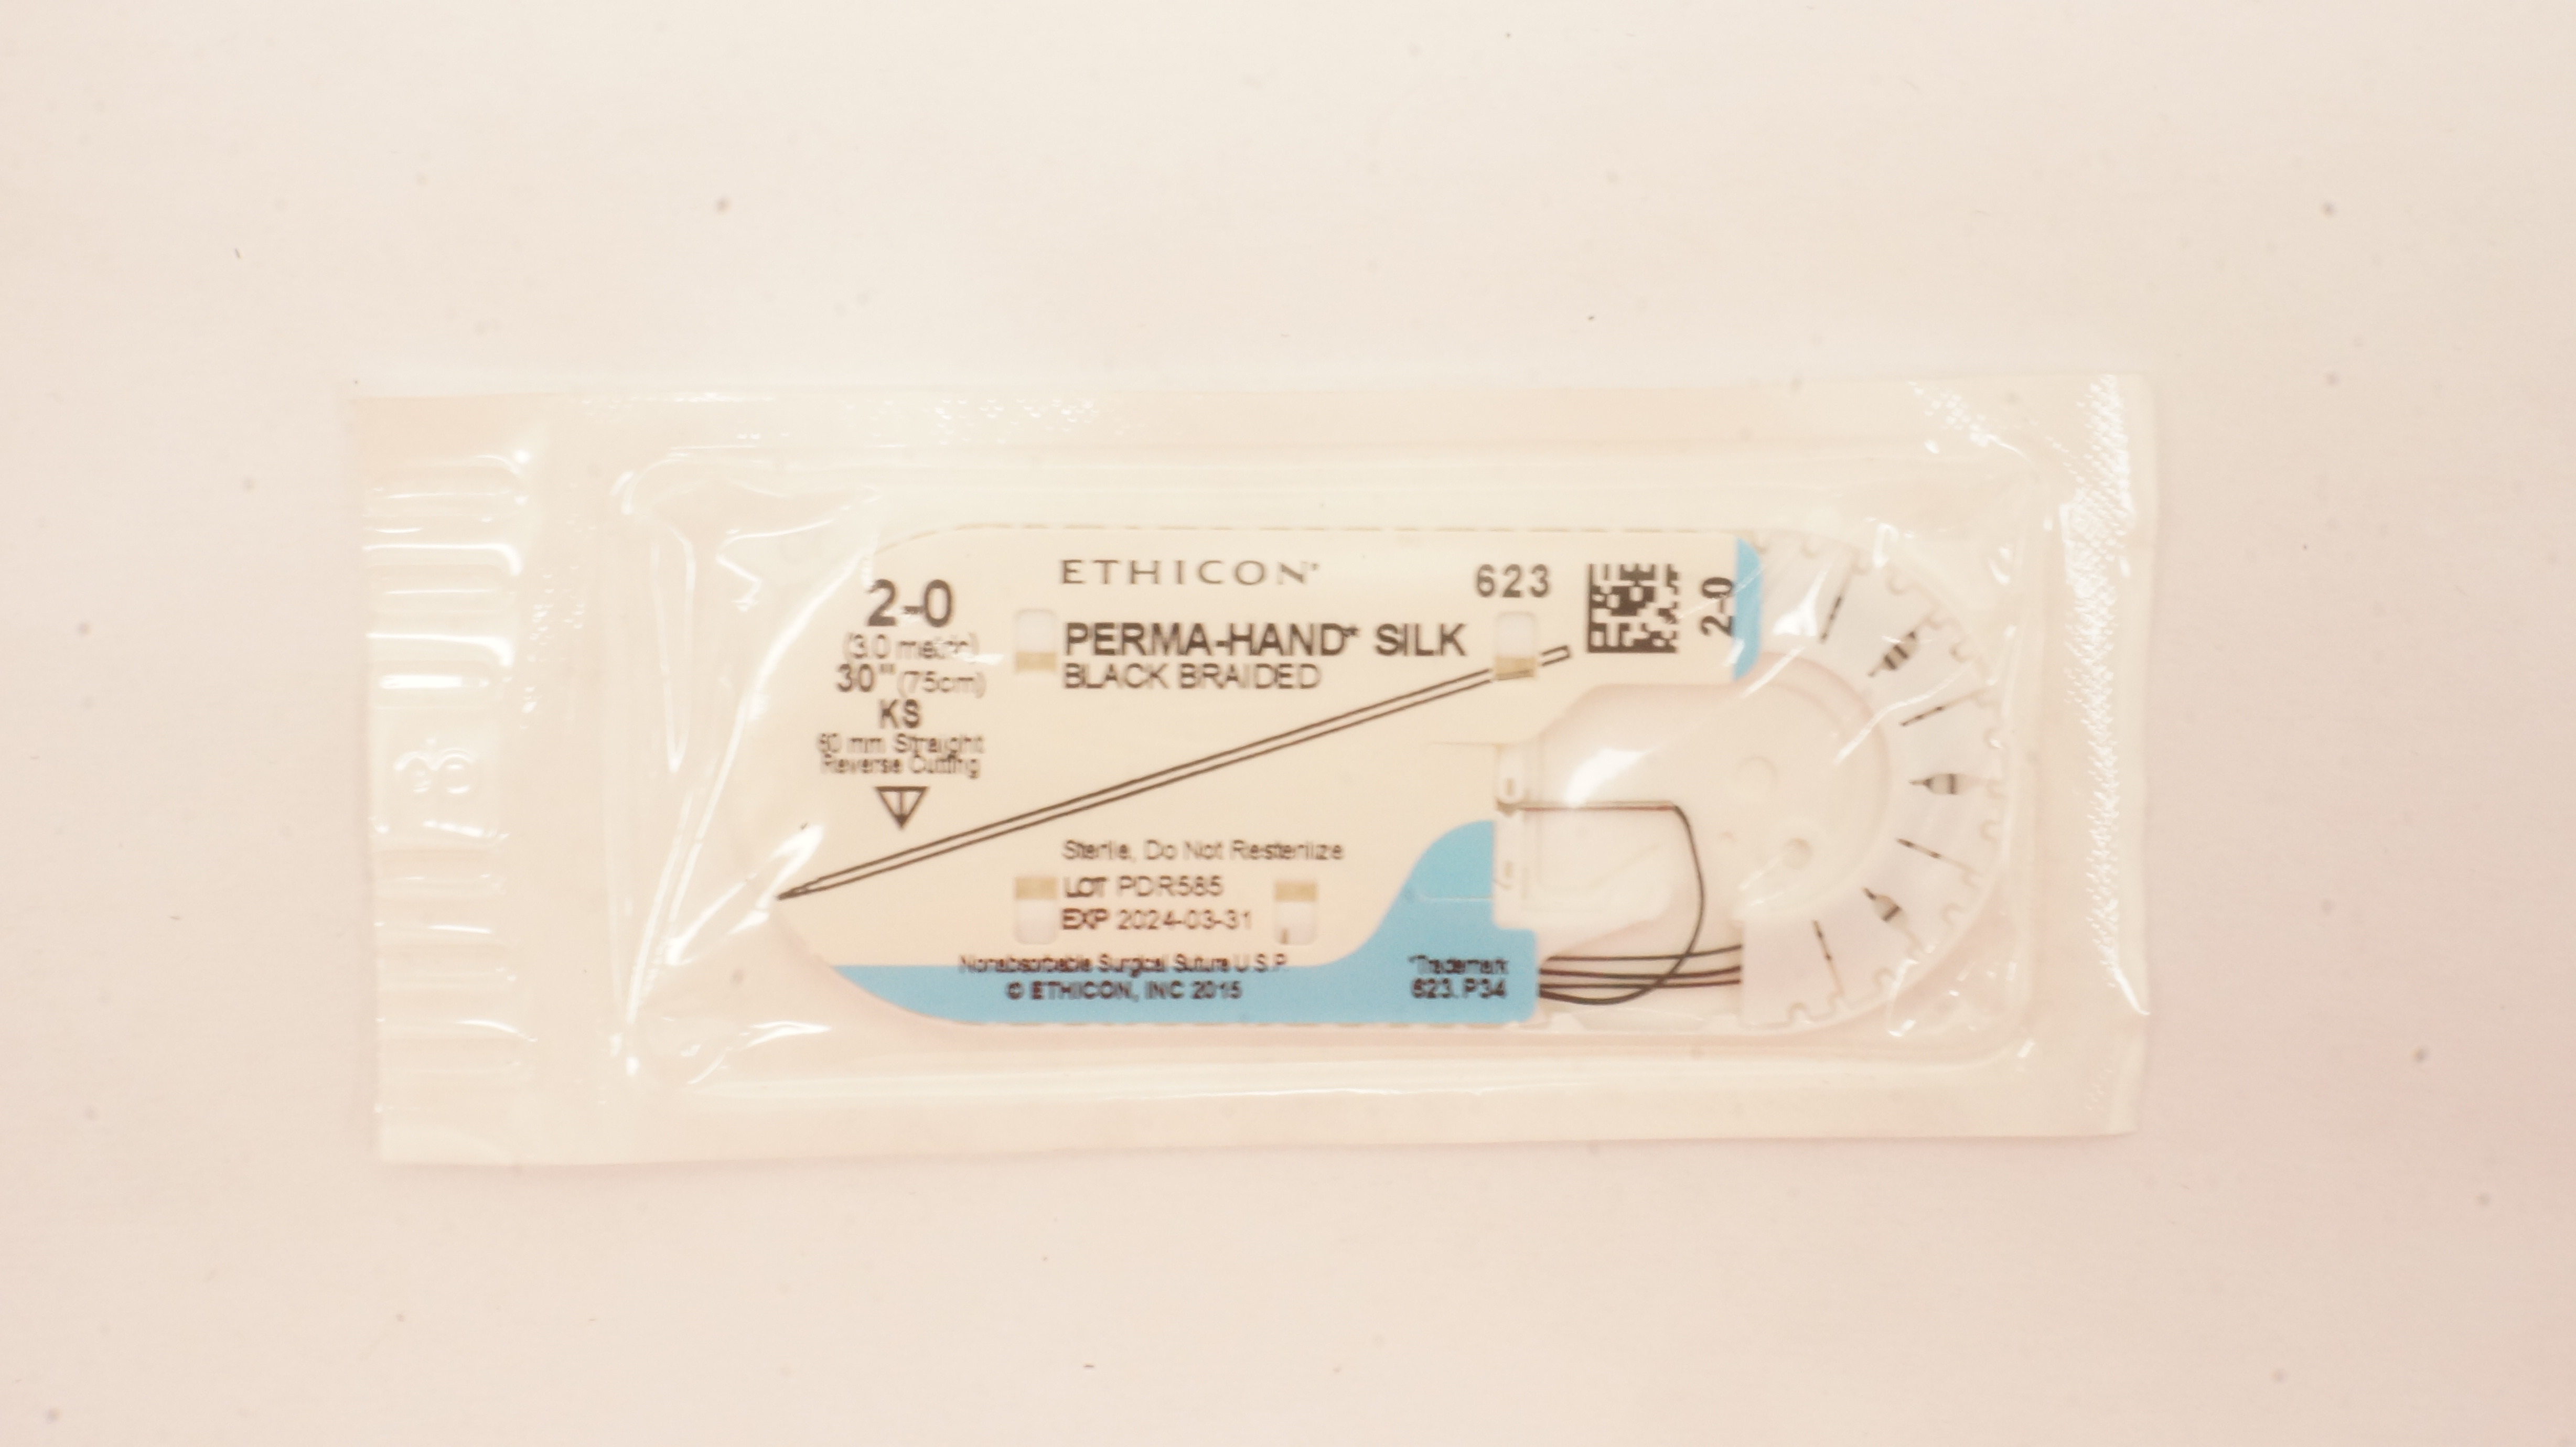 2-0
(3.0 metric)
30" (75cm)
KS
60 mm Straight
Reverse Cutting
ETHICON*
623
PERMA-HAND* SILK
BLACK BRAIDED
2-0
Sterile, Do Not Resterilize
LOT PDR585
EXP 2024-03-31
Nonabsorbable Surgical Suture U.S.P.
© ETHICON, INC 2015
*Trademark
623.P34